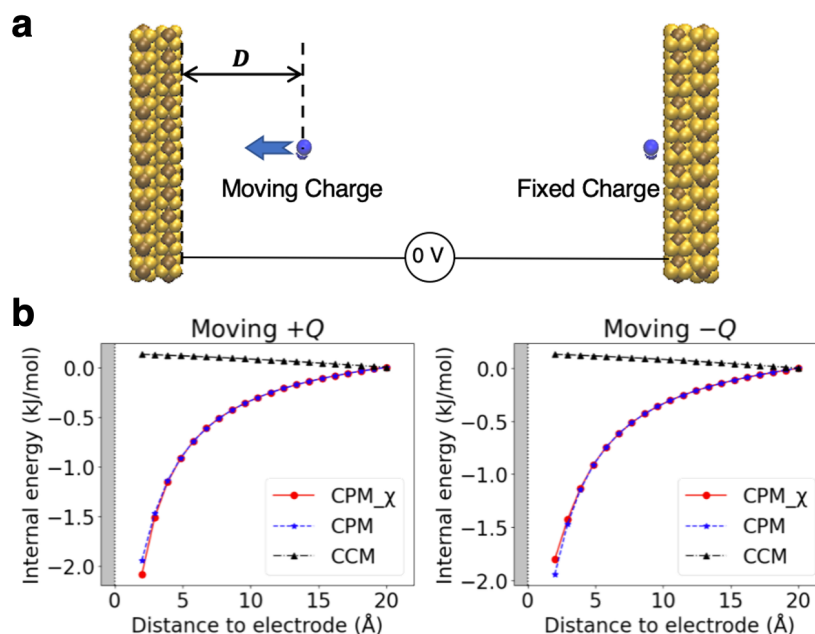 a
D
Moving Charge
Fixed Charge
0 V
b
Moving +Q
Internal energy (kJ/mol)
0.0
−0.5
−1.0
−1.5
−2.0
CPM_χ
CPM
CCM
0 5 10 15 20
Distance to electrode (Å)
Moving −Q
Internal energy (kJ/mol)
0.0
−0.5
−1.0
−1.5
−2.0
CPM_χ
CPM
CCM
0 5 10 15 20
Distance to electrode (Å)